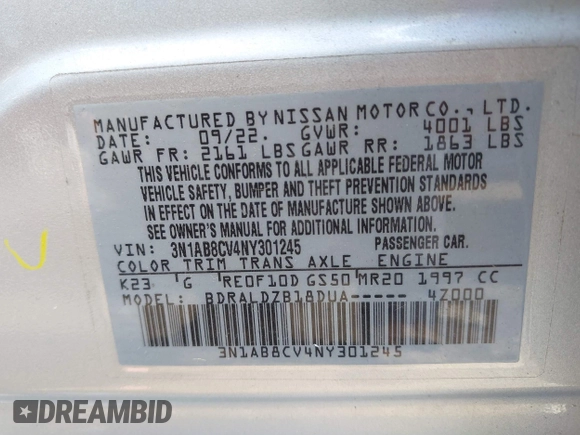 MANUFACTURED BY NISSAN MOTOR CO., LTD.
DATE: 09/22. GVWR: 4001 LBS
GAWR FR: 2161 LBS GAWR RR: 1863 LBS
THIS VEHICLE CONFORMS TO ALL APPLICABLE FEDERAL MOTOR
VEHICLE SAFETY, BUMPER AND THEFT PREVENTION STANDARDS
IN EFFECT ON THE DATE OF MANUFACTURE SHOWN ABOVE.
SEE OWNER'S MANUAL FOR ADDITIONAL INFORMATION.
VIN: 3N1AB8CV4NY301245 PASSENGER CAR.
COLOR TRIM TRANS AXLE ENGINE
K23 G RE0F10D GS50 MR20 1997 CC
MODEL: BDRALDZB18DUA----- 4Z000
3N1AB8CV4NY301245
DREAMBID